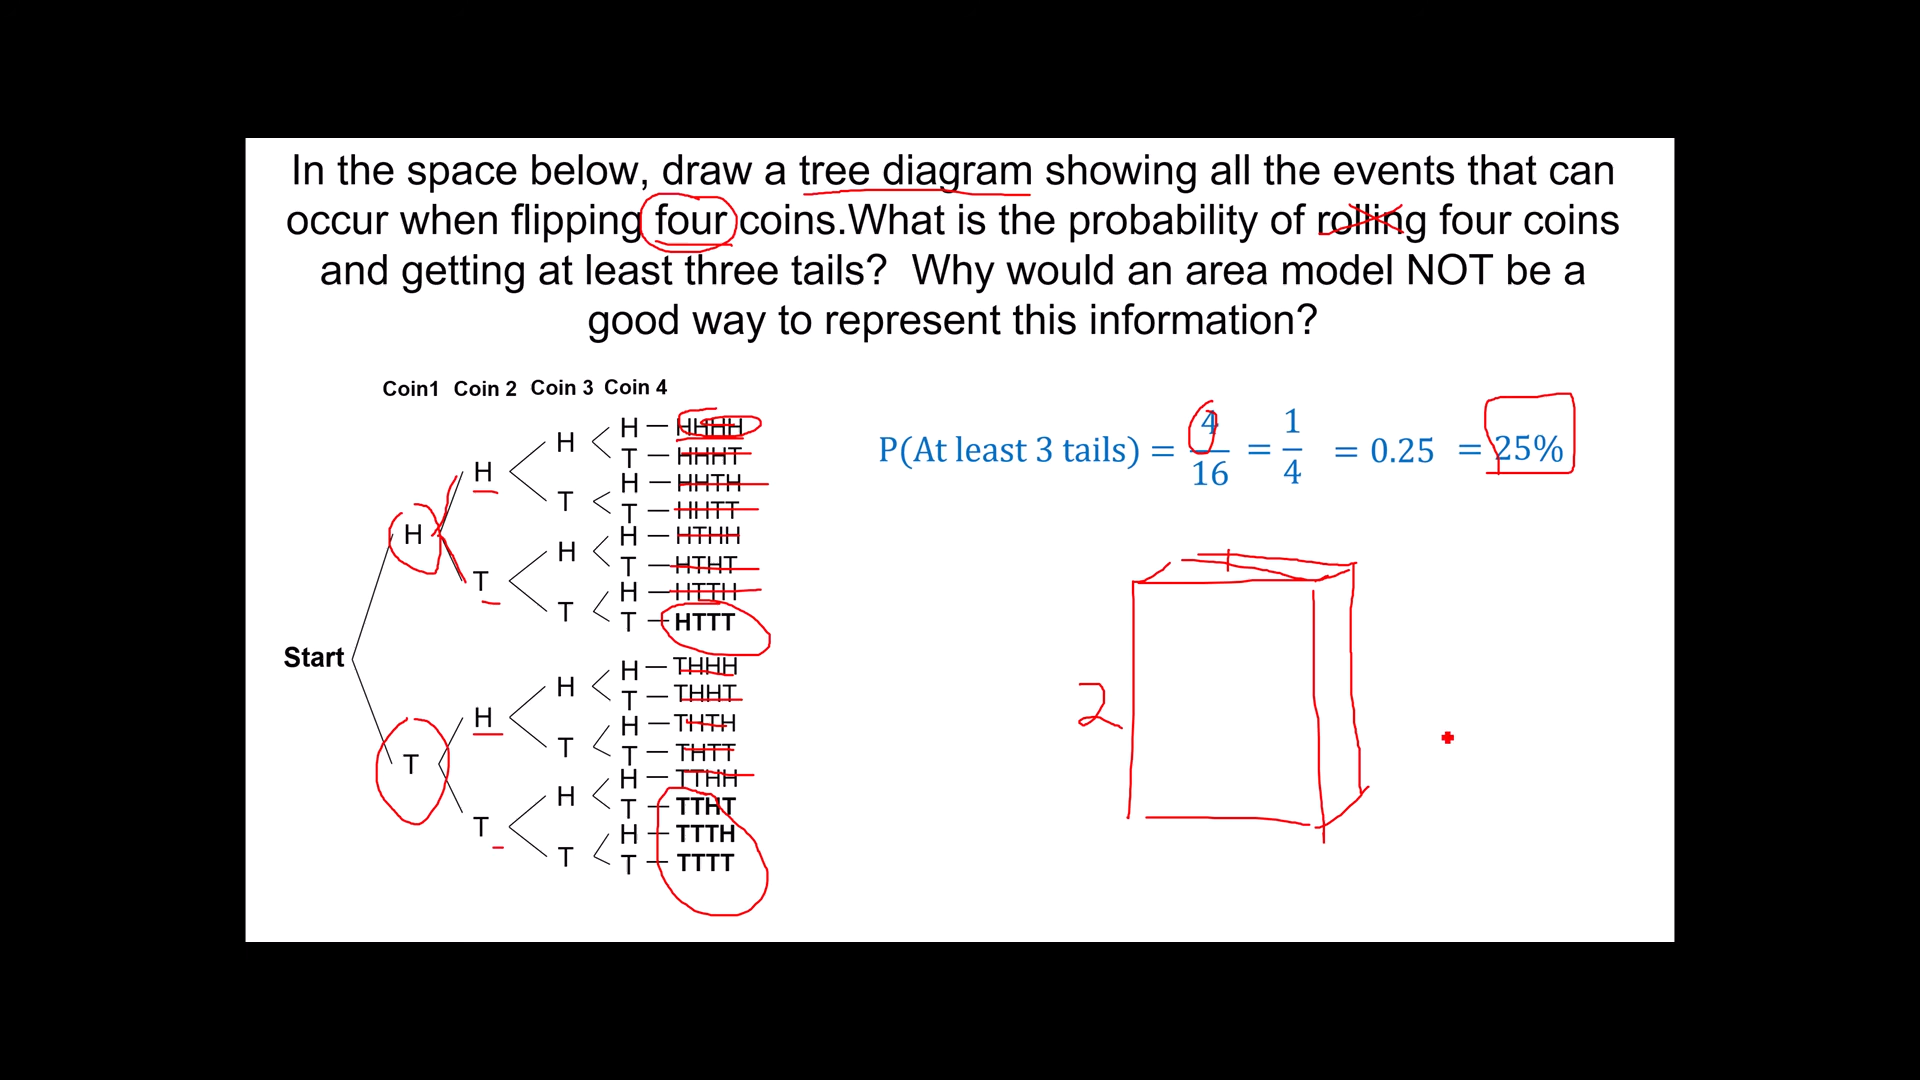 In the space below, draw a tree diagram showing all the events that can
occur when flipping four coins.What is the probability of rolling four coins
and getting at least three tails? Why would an area model NOT be a
good way to represent this information?
Coin1 Coin 2 Coin 3 Coin 4
H — HHHH
H
T — HHHT
H
H — HHTH
T
T — HHTT
H
H — HTHH
H
T — HTHT
T
H — HTTH
T
T — HTTT
Start
H — THHH
H
T — THHT
H
H — THTH
T
T — THTT
T
H — TTHH
H
T — TTHT
T
H — TTTH
T
T — TTTT
P(At least 3 tails) = 4/16 = 1/4 = 0.25 = 25%
2